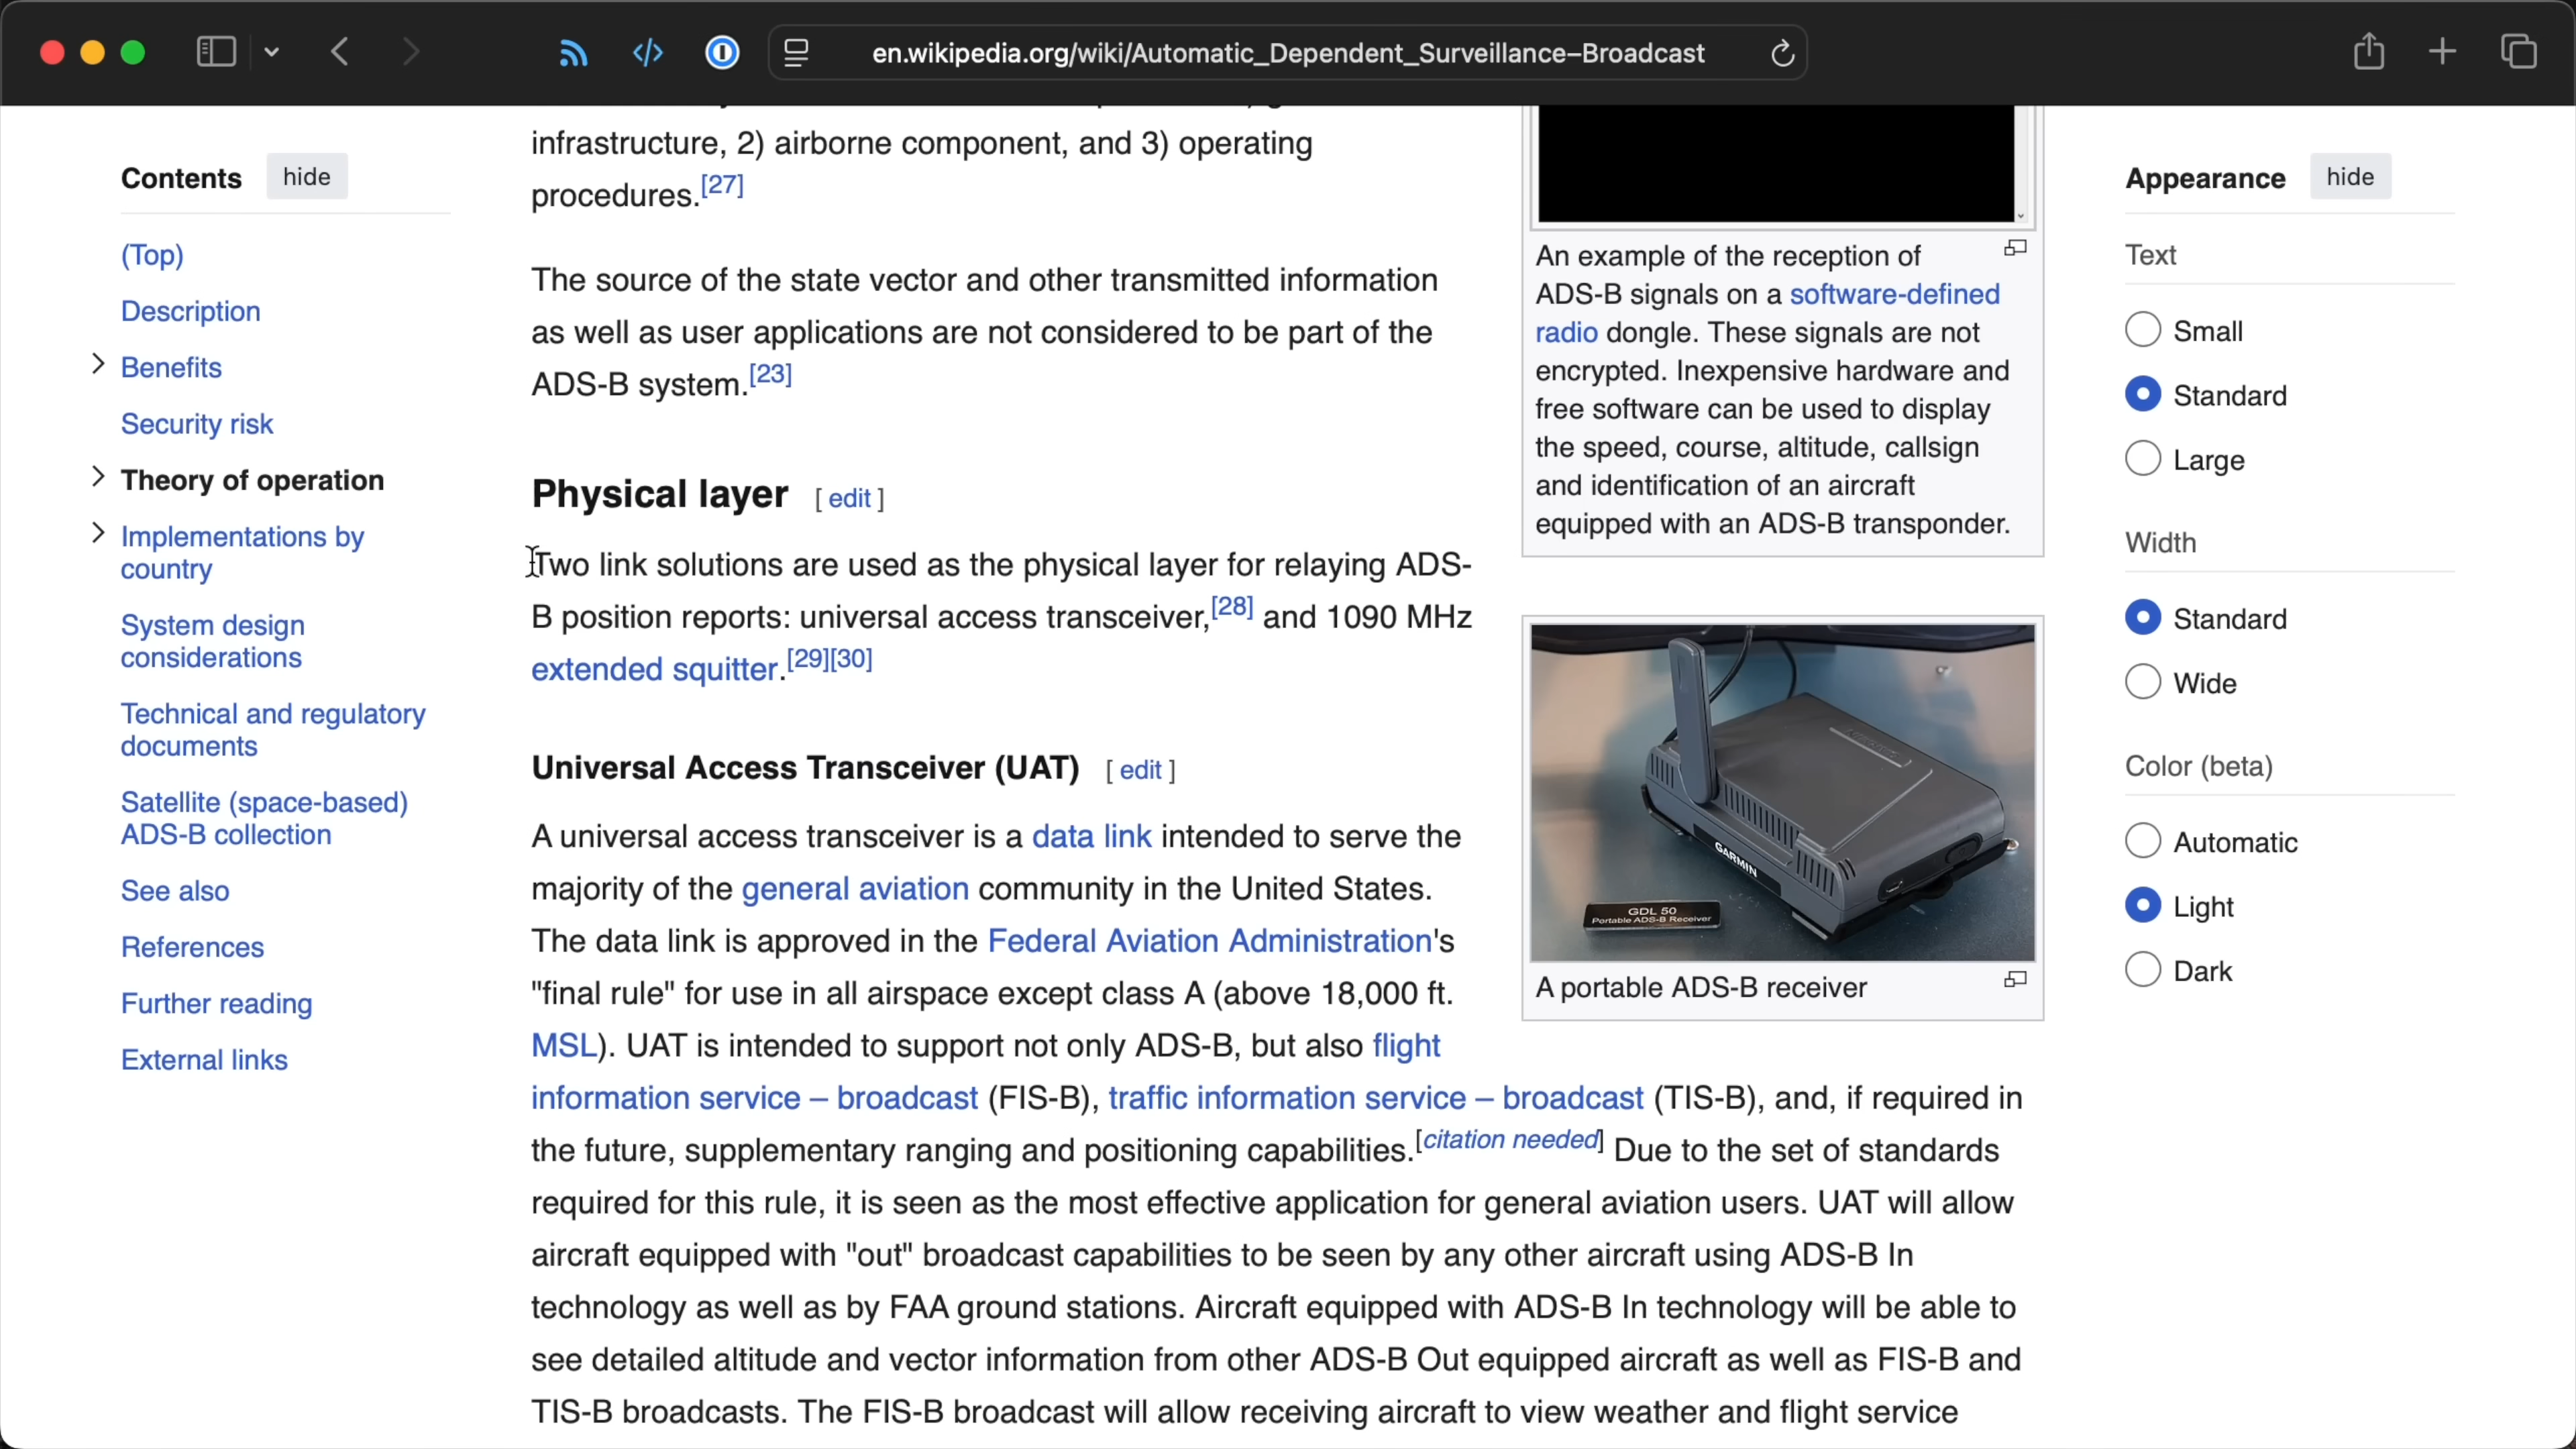 en.wikipedia.org/wiki/Automatic_Dependent_Surveillance–Broadcast
Contents
hide
(Top)
Description
Benefits
Security risk
Theory of operation
Implementations by
country
System design
considerations
Technical and regulatory
documents
Satellite (space-based)
ADS-B collection
See also
References
Further reading
External links
infrastructure, 2) airborne component, and 3) operating
procedures.[27]
The source of the state vector and other transmitted information
as well as user applications are not considered to be part of the
ADS-B system.[23]
Physical layer [ edit ]
Two link solutions are used as the physical layer for relaying ADS-
B position reports: universal access transceiver,[28] and 1090 MHz
extended squitter.[29][30]
Universal Access Transceiver (UAT) [ edit ]
A universal access transceiver is a data link intended to serve the
majority of the general aviation community in the United States.
The data link is approved in the Federal Aviation Administration's
"final rule" for use in all airspace except class A (above 18,000 ft.
MSL). UAT is intended to support not only ADS-B, but also flight
information service – broadcast (FIS-B), traffic information service – broadcast (TIS-B), and, if required in
the future, supplementary ranging and positioning capabilities.[citation needed] Due to the set of standards
required for this rule, it is seen as the most effective application for general aviation users. UAT will allow
aircraft equipped with "out" broadcast capabilities to be seen by any other aircraft using ADS-B In
technology as well as by FAA ground stations. Aircraft equipped with ADS-B In technology will be able to
see detailed altitude and vector information from other ADS-B Out equipped aircraft as well as FIS-B and
TIS-B broadcasts. The FIS-B broadcast will allow receiving aircraft to view weather and flight service
An example of the reception of
ADS-B signals on a software-defined
radio dongle. These signals are not
encrypted. Inexpensive hardware and
free software can be used to display
the speed, course, altitude, callsign
and identification of an aircraft
equipped with an ADS-B transponder.
GARMIN
GDL 50
Portable ADS-B Receiver
A portable ADS-B receiver
Appearance
hide
Text
Small
Standard
Large
Width
Standard
Wide
Color (beta)
Automatic
Light
Dark